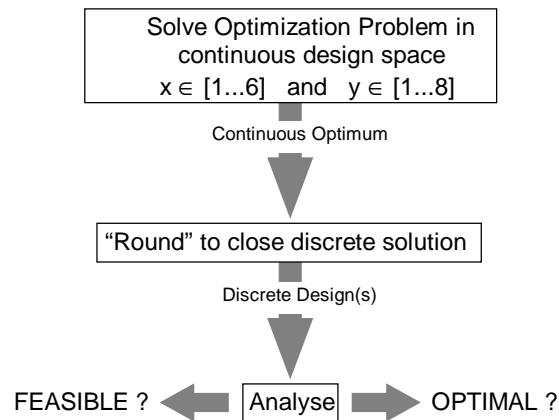 Solve Optimization Problem in
continuous design space
x ∈ [1...6] and y ∈ [1...8]
Continuous Optimum
“Round” to close discrete solution
Discrete Design(s)
FEASIBLE ? Analyse OPTIMAL ?